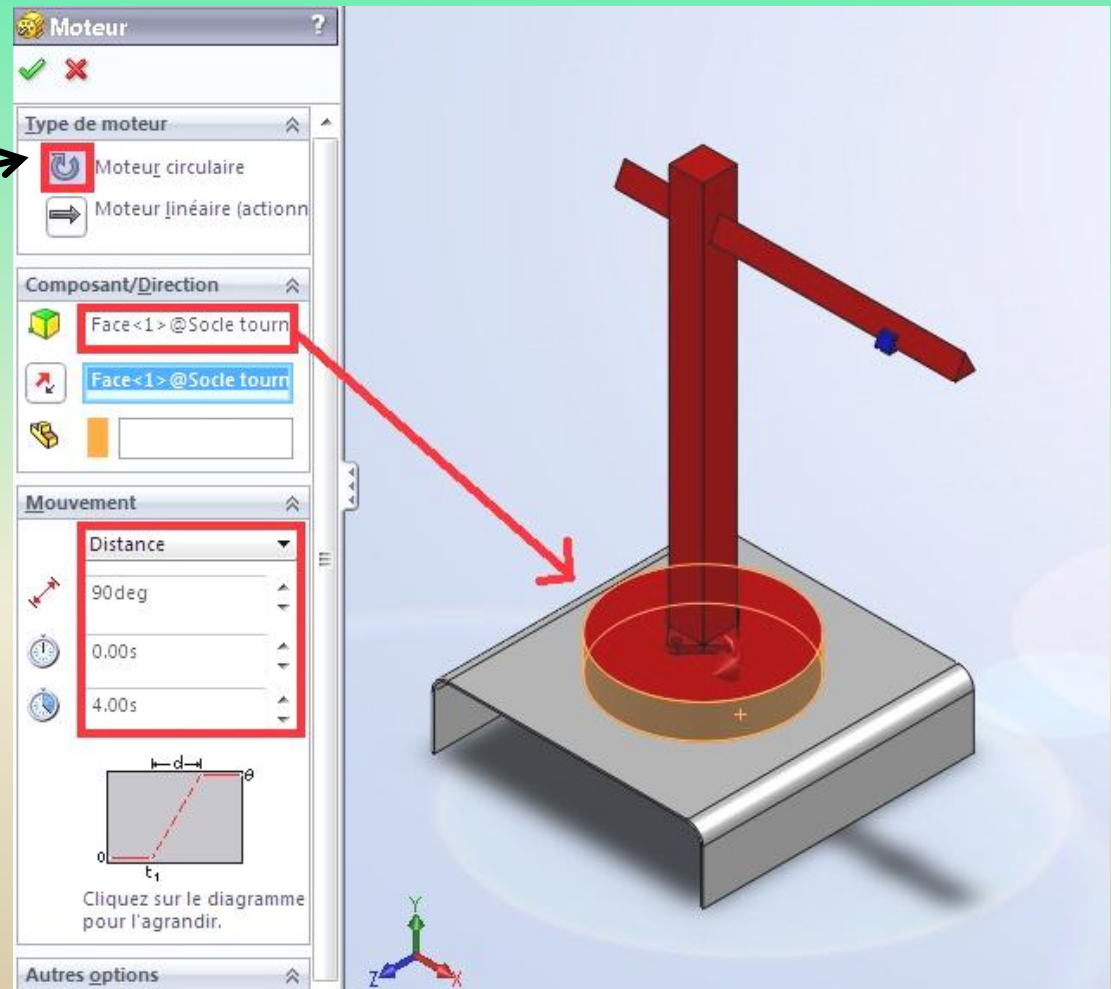 Moteur ?
Type de moteur
Moteur circulaire
Moteur linéaire (actionn
Composant/Direction
Face<1>@Socle tourn
Face<1>@Socle tourn
Mouvement
Distance
90deg
0.00s
4.00s
d
θ
0
t1
Cliquez sur le diagramme
pour l'agrandir.
Autres options
Y
Z
X